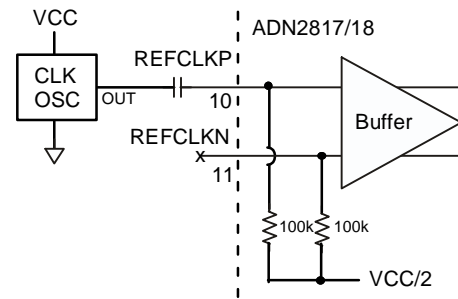 VCC
ADN2817/18
CLK
OSC
OUT
REFCLKP
10
Buffer
REFCLKN
x
11
100k
100k
VCC/2